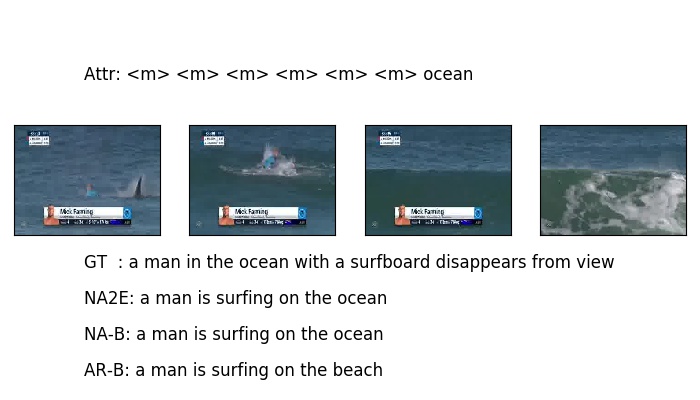 Attr: <m> <m> <m> <m> <m> <m> ocean
Mick Fanning
Mick Fanning
Mick Fanning
GT : a man in the ocean with a surfboard disappears from view
NA2E: a man is surfing on the ocean
NA-B: a man is surfing on the ocean
AR-B: a man is surfing on the beach